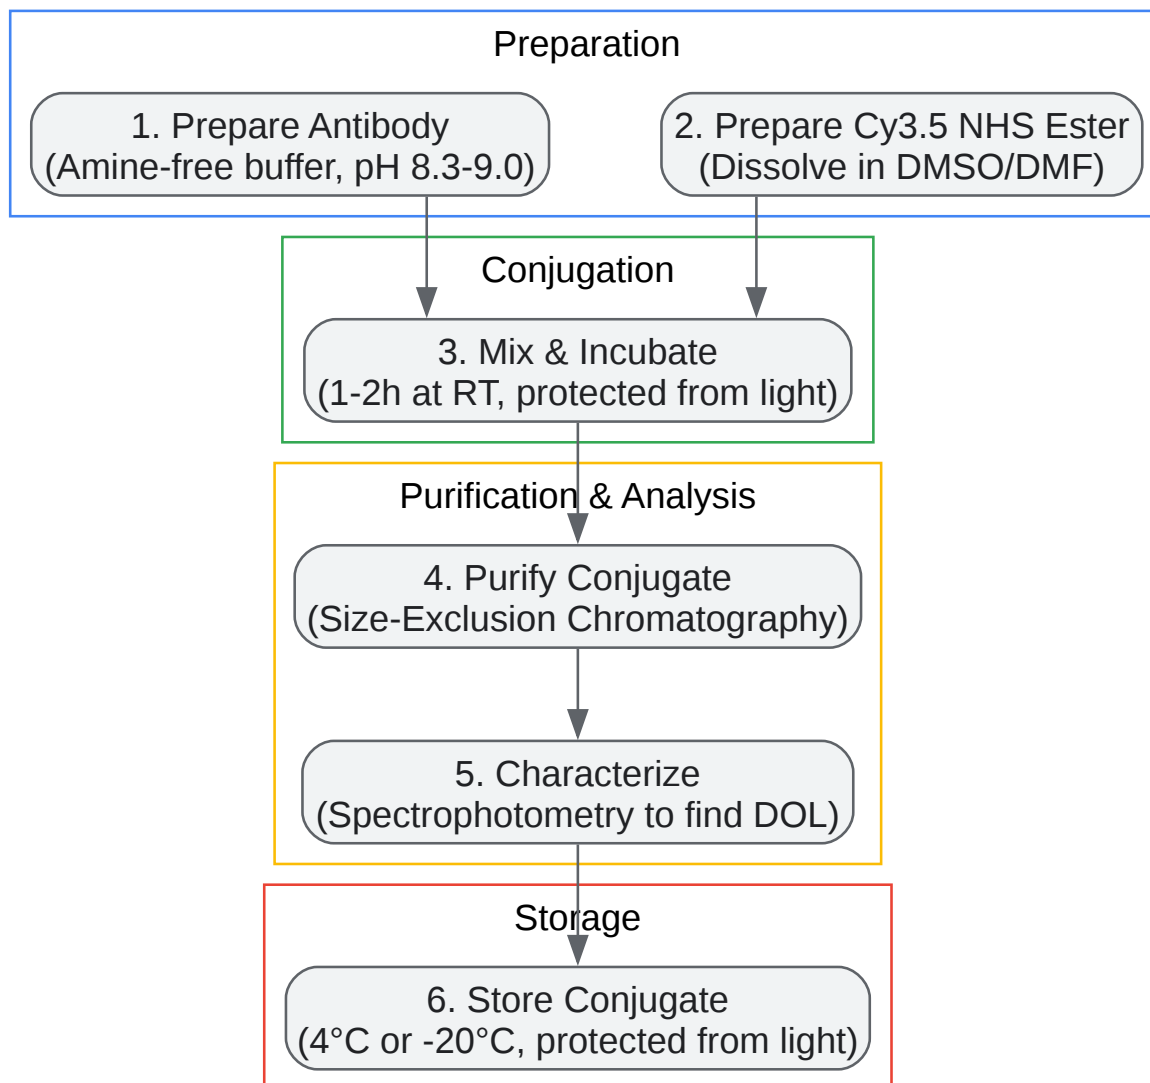 Preparation
1. Prepare Antibody
(Amine-free buffer, pH 8.3-9.0)
2. Prepare Cy3.5 NHS Ester
(Dissolve in DMSO/DMF)
Conjugation
3. Mix & Incubate
(1-2h at RT, protected from light)
Purification & Analysis
4. Purify Conjugate
(Size-Exclusion Chromatography)
5. Characterize
(Spectrophotometry to find DOL)
Storage
6. Store Conjugate
(4°C or -20°C, protected from light)